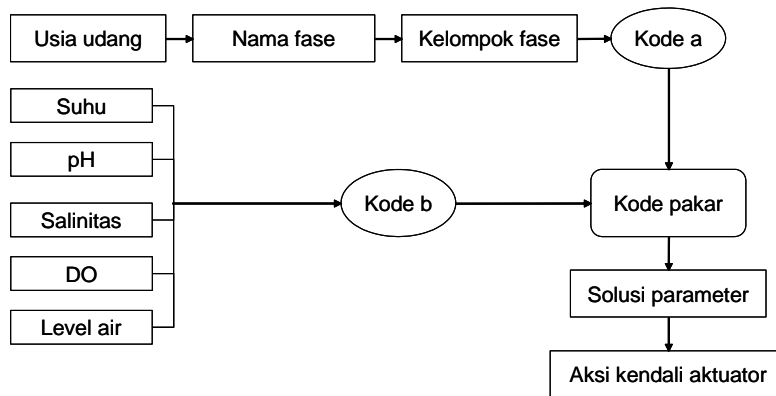 Usia udang
Nama fase
Kelompok fase
Kode a
Suhu
pH
Salinitas
DO
Level air
Kode b
Kode pakar
Solusi parameter
Aksi kendali aktuator